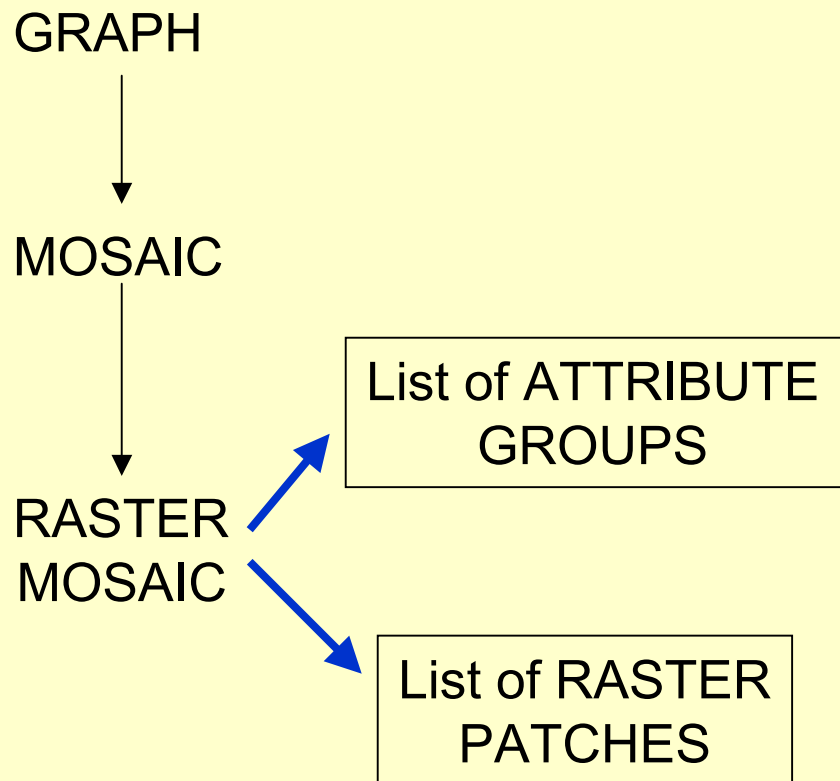 GRAPH
MOSAIC
List of ATTRIBUTE
GROUPS
RASTER
MOSAIC
List of RASTER
PATCHES